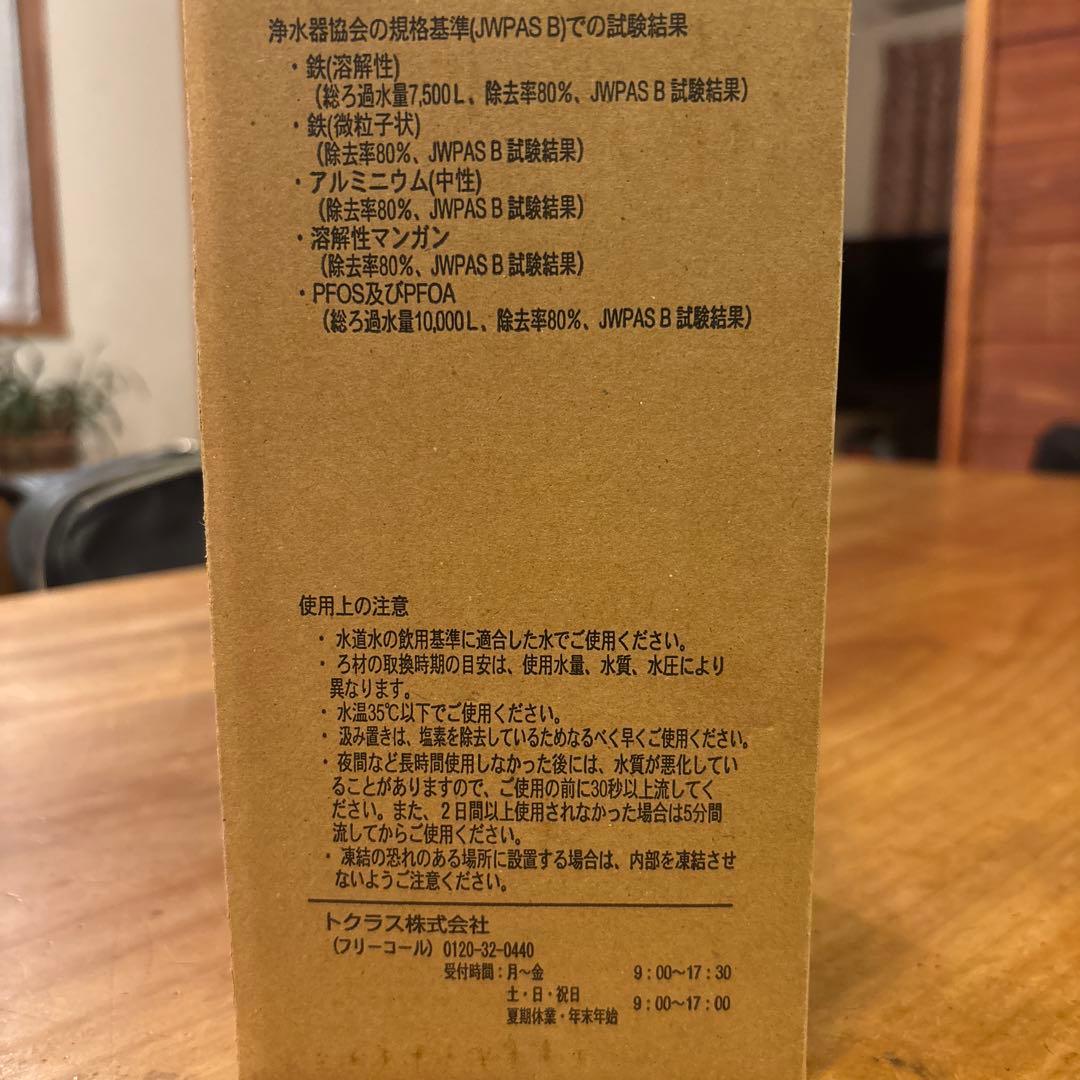 浄水器協会の規格基準(JWPAS B)での試験結果
・鉄(溶解性)
（総ろ過水量7,500L、除去率80%、JWPAS B 試験結果）
・鉄(微粒子状)
（除去率80%、JWPAS B 試験結果）
・アルミニウム(中性)
（除去率80%、JWPAS B 試験結果）
・溶解性マンガン
（除去率80%、JWPAS B 試験結果）
・PFOS及びPFOA
（総ろ過水量10,000L、除去率80%、JWPAS B 試験結果）
使用上の注意
・水道水の飲用基準に適合した水でご使用ください。
・ろ材の取換時期の目安は、使用水量、水質、水圧により
異なります。
・水温35℃以下でご使用ください。
・汲み置きは、塩素を除去しているためなるべく早くご使用ください。
・夜間など長時間使用しなかった後には、水質が悪化してい
ることがありますので、ご使用の前に30秒以上流してく
ださい。また、2日間以上使用されなかった場合は5分間
流してからご使用ください。
・凍結の恐れのある場所に設置する場合は、内部を凍結させ
ないようご注意ください。
トクラス株式会社
（フリーコール）0120-32-0440
受付時間：月～金 9：00～17：30
土・日・祝日
夏期休業・年末年始 9：00～17：00